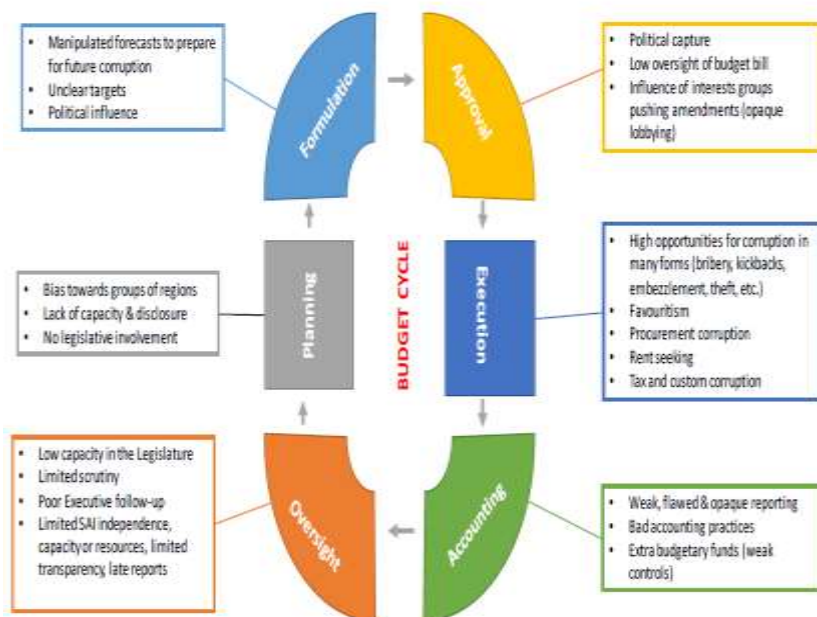 • Manipulated forecasts to prepare
for future corruption
• Unclear targets
• Political influence
Formulation
Approval
• Political capture
• Low oversight of budget bill
• Influence of interests groups
pushing amendments (opaque
lobbying)
• Bias towards groups of regions
• Lack of capacity & disclosure
• No legislative involvement
Planning
BUDGET CYCLE
Execution
• High opportunities for corruption in
many forms (bribery, kickbacks,
embezzlement, theft, etc.)
• Favouritism
• Procurement corruption
• Rent seeking
• Tax and custom corruption
• Low capacity in the Legislature
• Limited scrutiny
• Poor Executive follow-up
• Limited SAI independence,
capacity or resources, limited
transparency, late reports
Oversight
Accounting
• Weak, flawed & opaque reporting
• Bad accounting practices
• Extra budgetary funds (weak
controls)